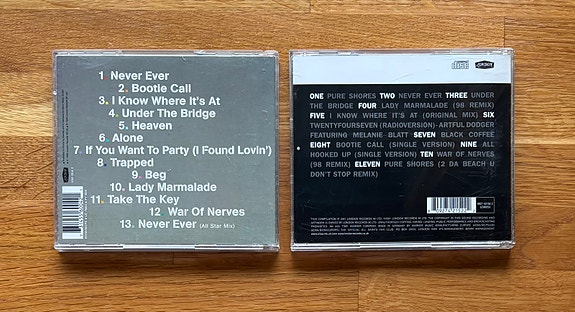 1. Never Ever
2. Bootie Call
3. I Know Where It's At
4. Under The Bridge
5. Heaven
6. Alone
7. If You Want To Party (I Found Lovin')
8. Trapped
9. Beg
10. Lady Marmalade
11. Take The Key
12 War Of Nerves
13. Never Ever (All Star Mix)
ONE PURE SHORES TWO NEVER EVER THREE UNDER
THE BRIDGE FOUR LADY MARMALADE (98 REMIX)
FIVE I KNOW WHERE IT'S AT (ORIGINAL MIX) SIX
TWENTYFOURSEVEN (RADIOVERSION)-ARTFUL DODGER
FEATURING MELANIE BLATT SEVEN BLACK COFFEE
EIGHT BOOTIE CALL (SINGLE VERSION) NINE ALL
HOOKED UP (SINGLE VERSION) TEN WAR OF NERVES
(98 REMIX) ELEVEN PURE SHORES (2 DA BEACH U
DON'T STOP REMIX)